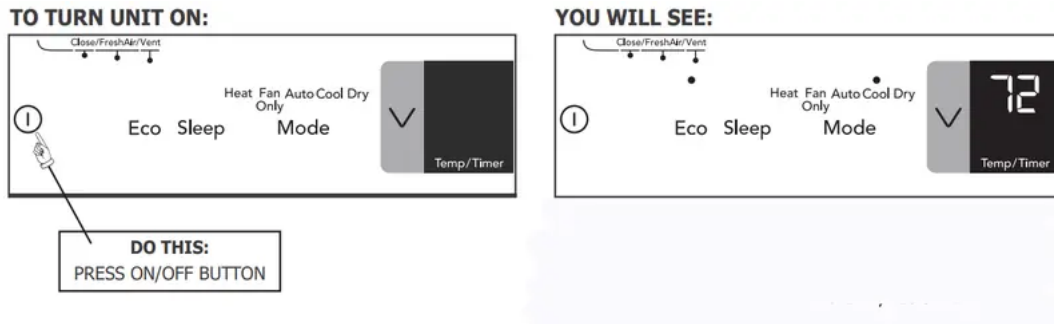 TO TURN UNIT ON:
Close/FreshAir/Vent
Heat Fan Auto Cool Dry
Only
Eco Sleep Mode
Temp/Timer
DO THIS:
PRESS ON/OFF BUTTON
YOU WILL SEE:
Close/FreshAir/Vent
Heat Fan Auto Cool Dry
Only
Eco Sleep Mode
72
Temp/Timer